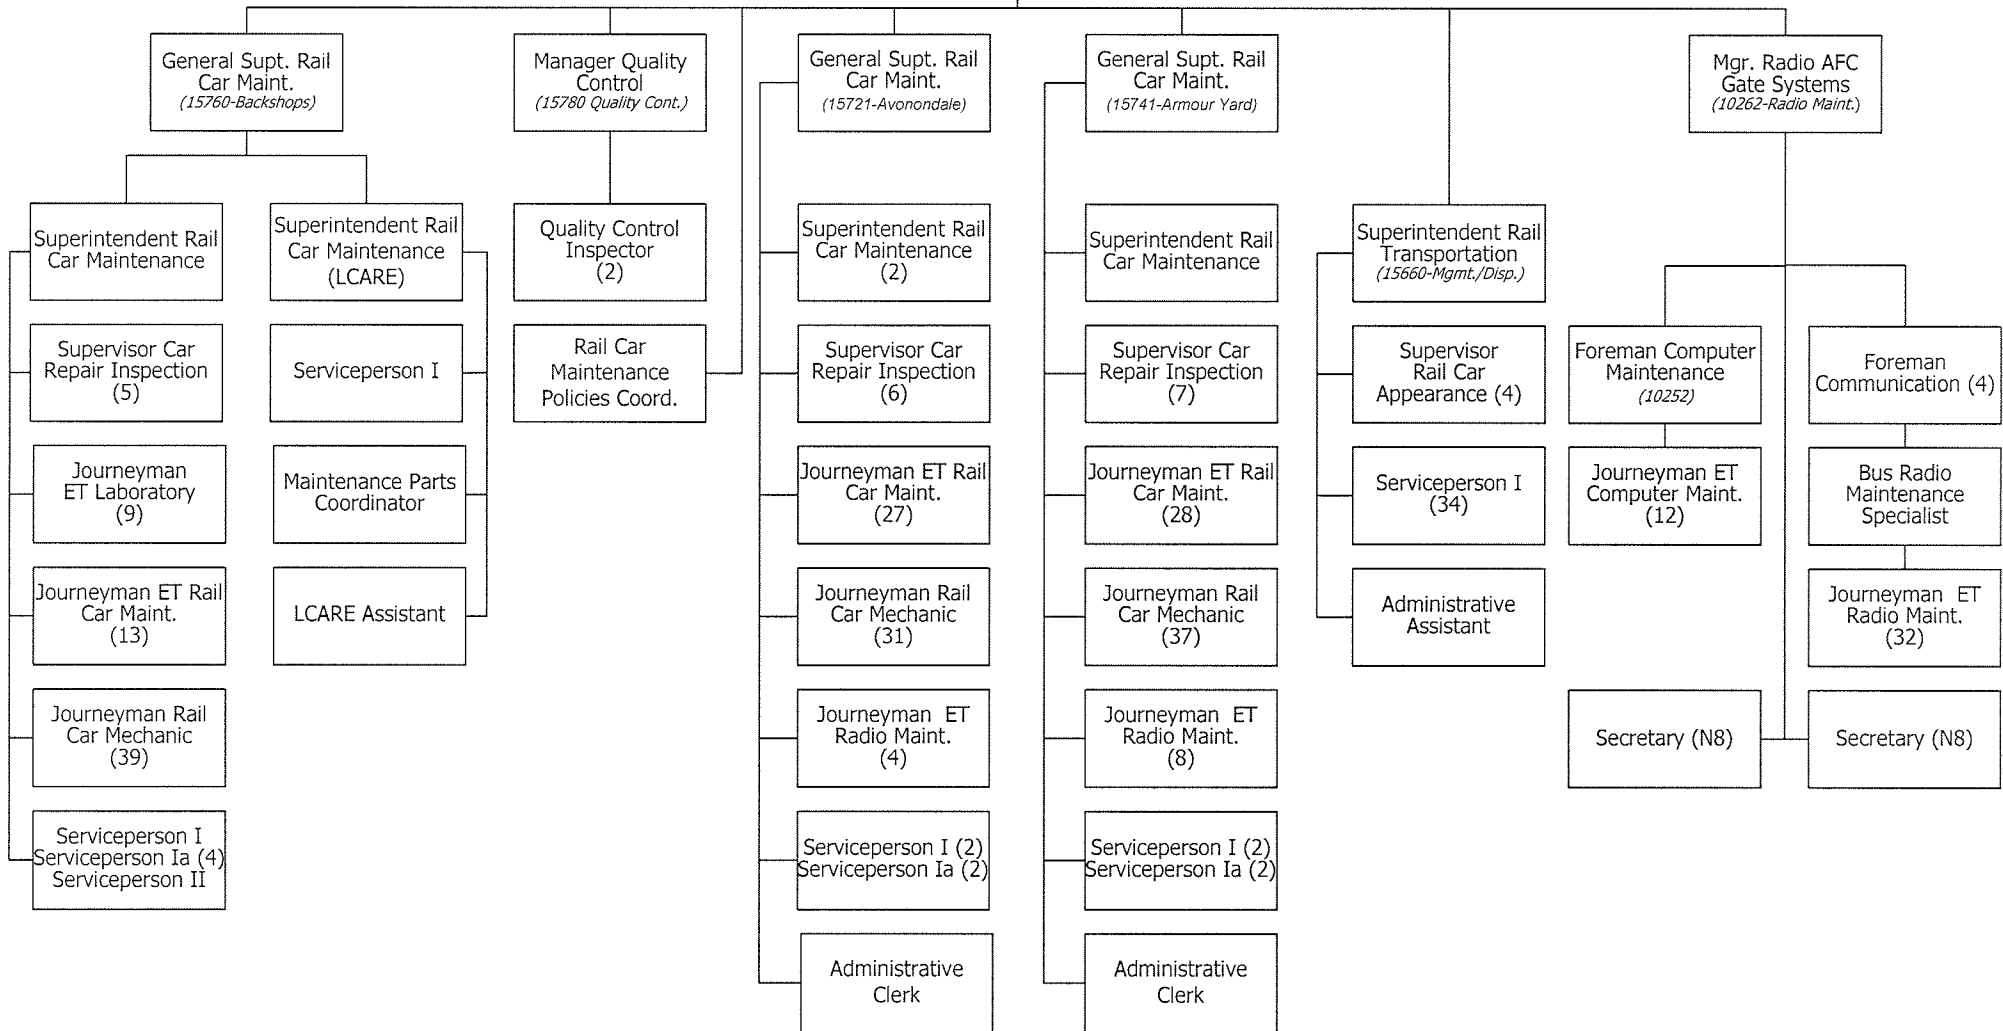 General Supt. Rail
Car Maint.
(15760-Backshops)
Manager Quality
Control
(15780 Quality Cont.)
General Supt. Rail
Car Maint.
(15721-Avonondale)
General Supt. Rail
Car Maint.
(15741-Armour Yard)
Mgr. Radio AFC
Gate Systems
(10262-Radio Maint.)
Superintendent Rail
Car Maintenance
Superintendent Rail
Car Maintenance
(LCARE)
Quality Control
Inspector
(2)
Superintendent Rail
Car Maintenance
(2)
Superintendent Rail
Car Maintenance
Superintendent Rail
Transportation
(15660-Mgmt./Disp.)
Supervisor Car
Repair Inspection
(5)
Serviceperson I
Rail Car
Maintenance
Policies Coord.
Supervisor Car
Repair Inspection
(6)
Supervisor Car
Repair Inspection
(7)
Supervisor
Rail Car
Appearance (4)
Foreman Computer
Maintenance
(10252)
Foreman
Communication (4)
Journeyman
ET Laboratory
(9)
Maintenance Parts
Coordinator
Journeyman ET Rail
Car Maint.
(27)
Journeyman ET Rail
Car Maint.
(28)
Serviceperson I
(34)
Journeyman ET
Computer Maint.
(12)
Bus Radio
Maintenance
Specialist
Journeyman ET Rail
Car Maint.
(13)
LCARE Assistant
Journeyman Rail
Car Mechanic
(31)
Journeyman Rail
Car Mechanic
(37)
Administrative
Assistant
Journeyman ET
Radio Maint.
(32)
Journeyman Rail
Car Mechanic
(39)
Journeyman ET
Radio Maint.
(4)
Journeyman ET
Radio Maint.
(8)
Secretary (N8)
Secretary (N8)
Serviceperson I
Serviceperson Ia (4)
Serviceperson II
Serviceperson I (2)
Serviceperson Ia (2)
Serviceperson I (2)
Serviceperson Ia (2)
Administrative
Clerk
Administrative
Clerk